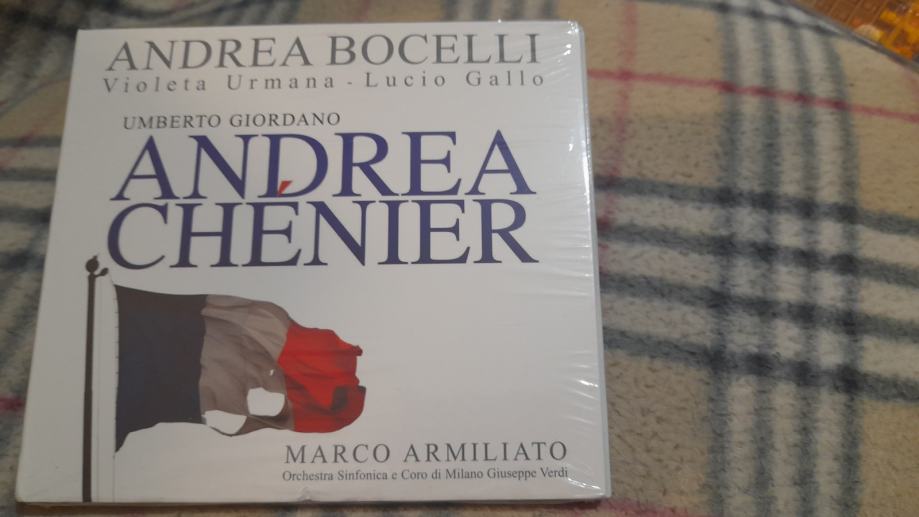 ANDREA BOCELLI
Violeta Urmana - Lucio Gallo
UMBERTO GIORDANO
ANDREA
CHÉNIER
MARCO ARMILIATO
Orchestra Sinfonica e Coro di Milano Giuseppe Verdi